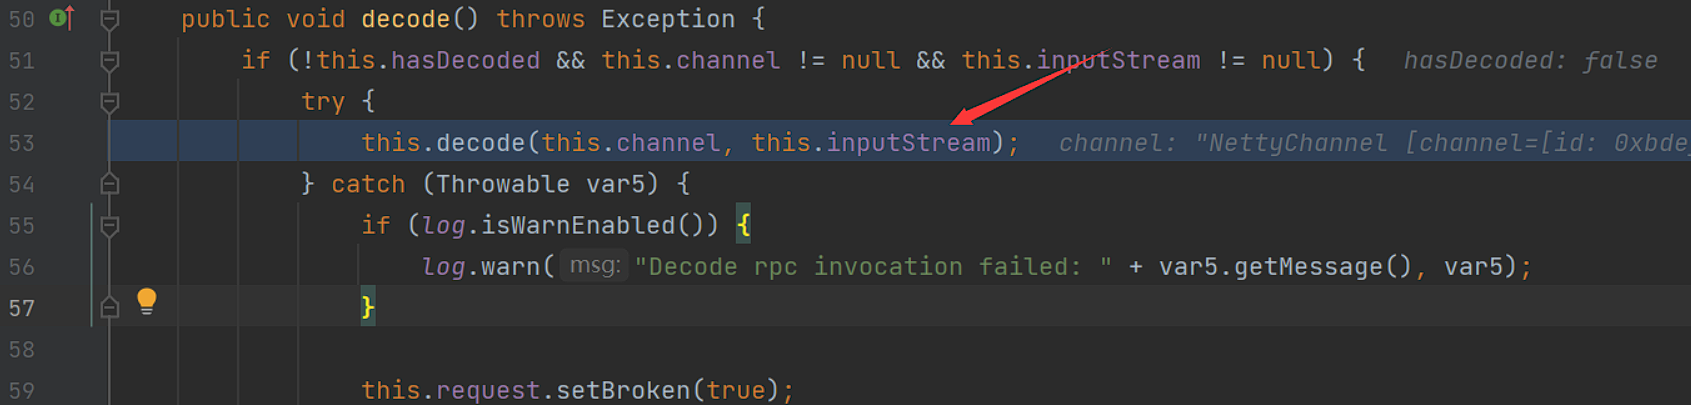 50 public void decode() throws Exception {
51 if (!this.hasDecoded && this.channel != null && this.inputStream != null) { hasDecoded: false
52 try {
53 this.decode(this.channel, this.inputStream); channel: "NettyChannel [channel=[id: 0xbde
54 } catch (Throwable var5) {
55 if (log.isWarnEnabled()) {
56 log.warn( msg: "Decode rpc invocation failed: " + var5.getMessage(), var5);
57 }
58
59 this.request.setBroken(true);